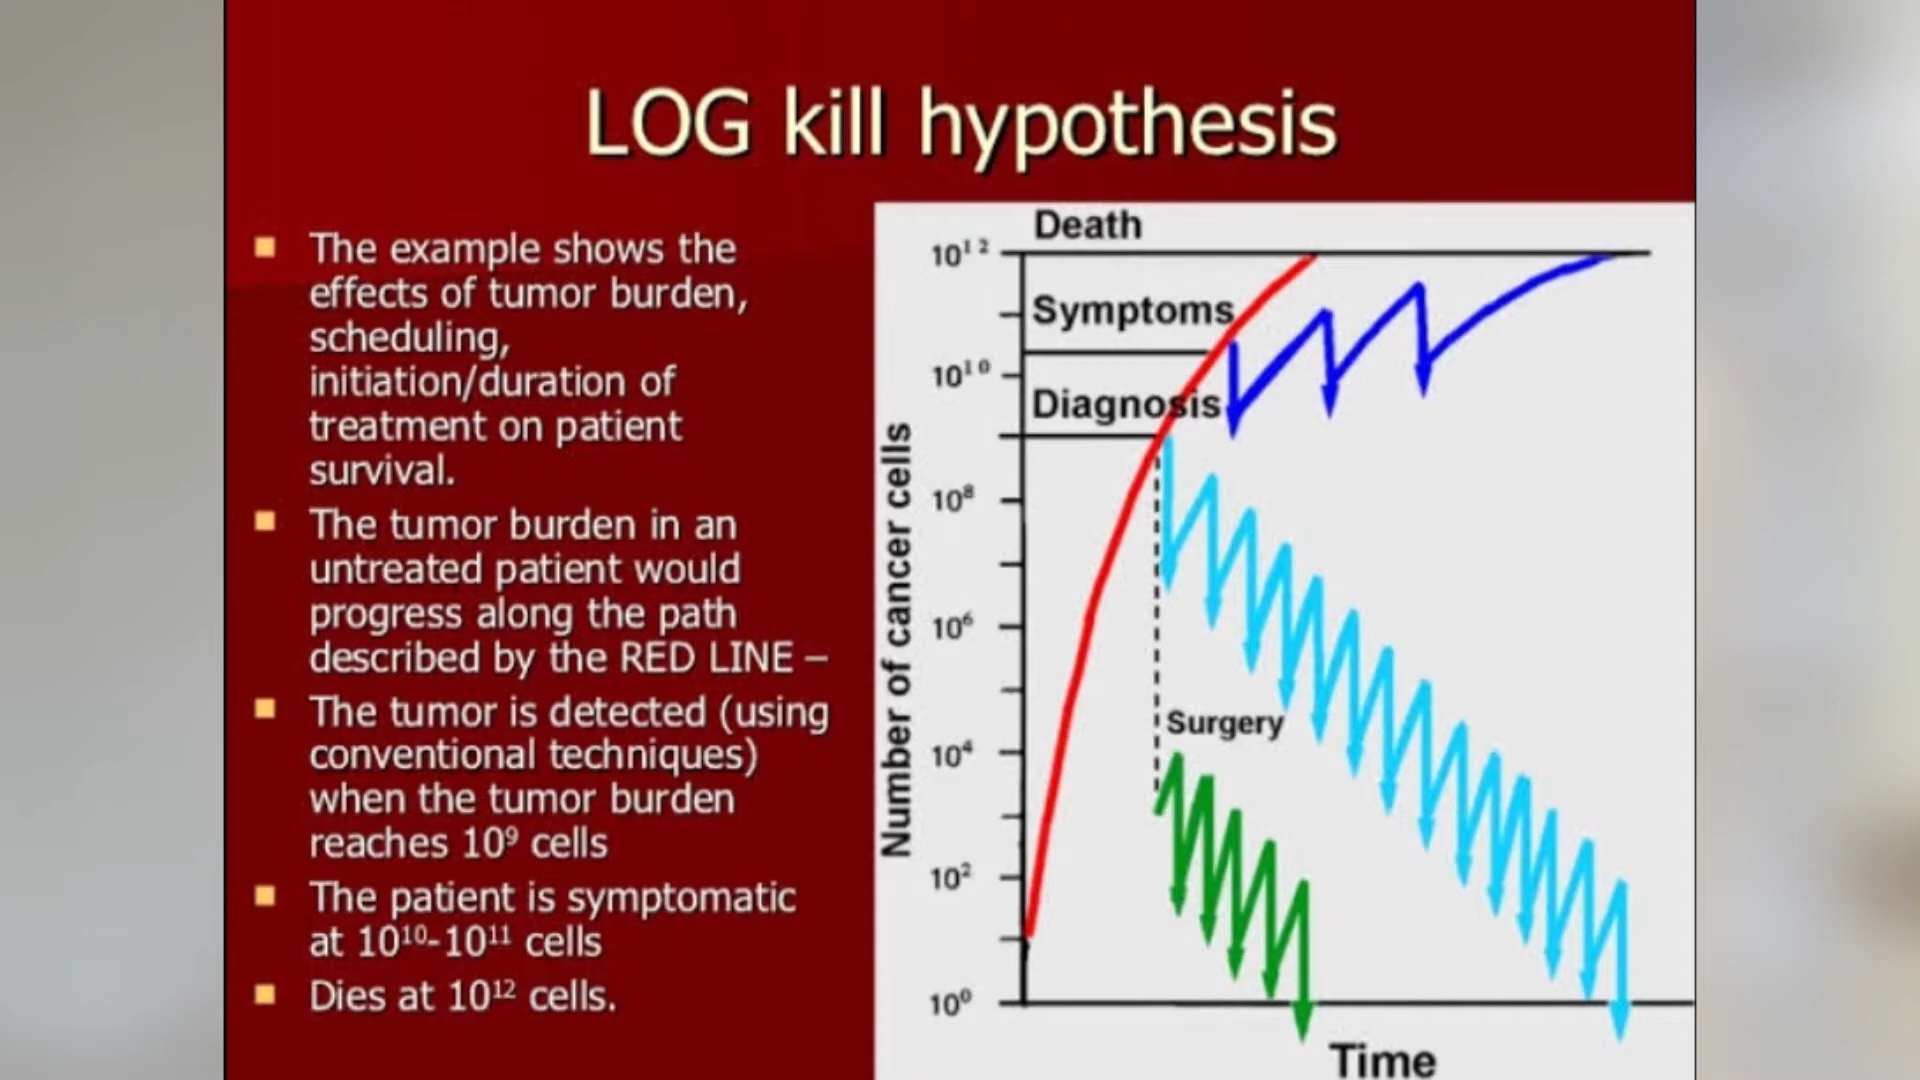 LOG kill hypothesis
The example shows the
effects of tumor burden,
scheduling,
initiation/duration of
treatment on patient
survival.
The tumor burden in an
untreated patient would
progress along the path
described by the RED LINE –
The tumor is detected (using
conventional techniques)
when the tumor burden
reaches 10⁹ cells
The patient is symptomatic
at 10¹⁰-10¹¹ cells
Dies at 10¹² cells.
Death
10¹²
Symptoms
10¹⁰
Diagnosis
10⁸
10⁶
Surgery
10⁴
10²
10⁰
Number of cancer cells
Time